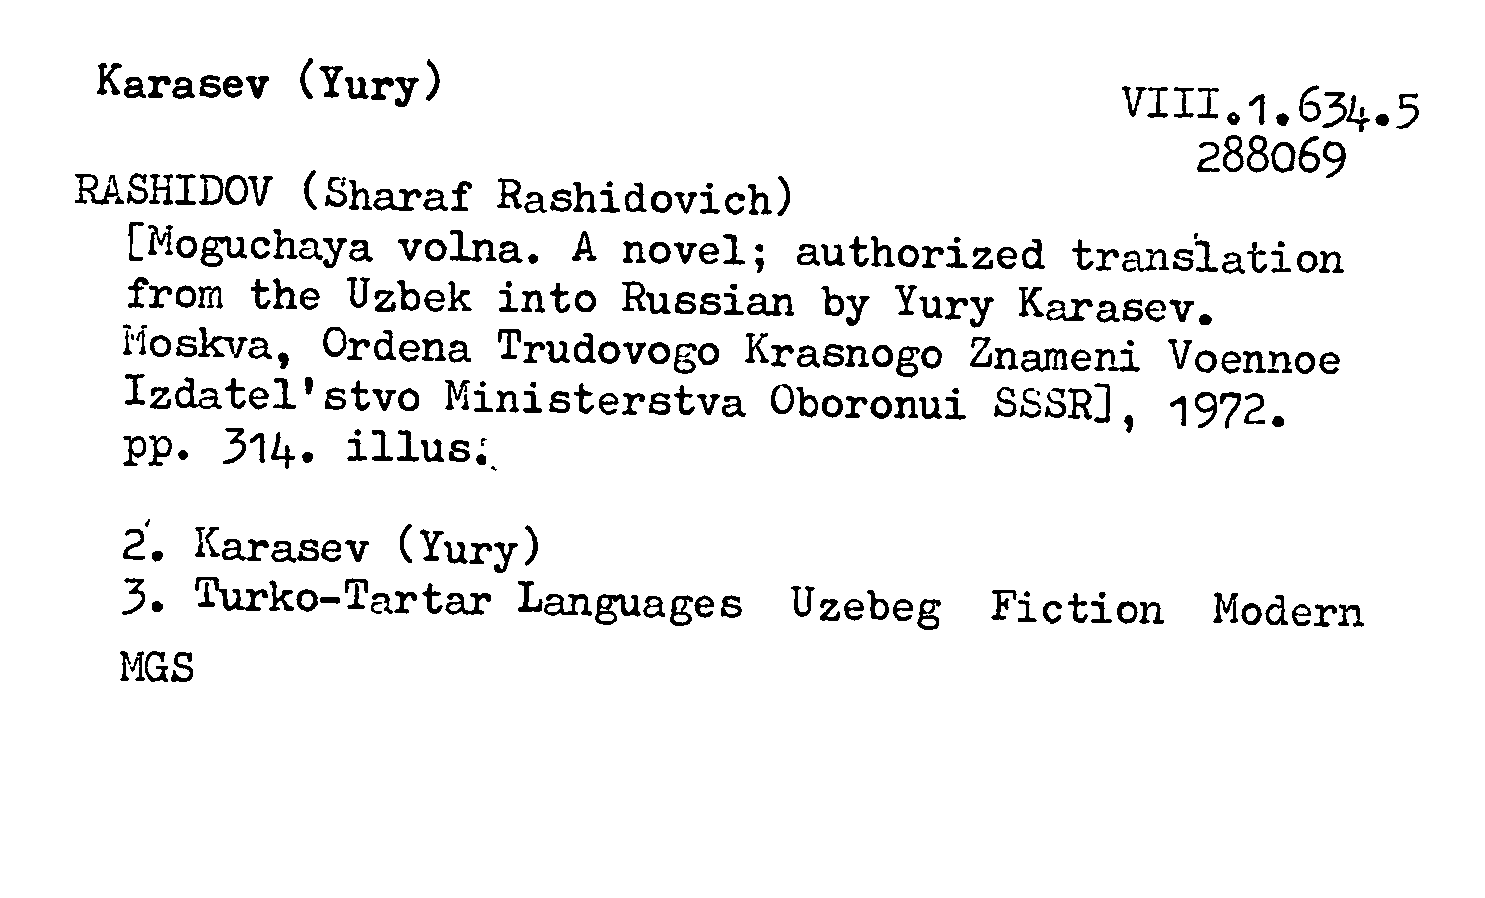 Karasev (Yury)
VIII.1.634.5
288069
RASHIDOV (Sharaf Rashidovich)
[Moguchaya volna. A novel; authorized translation
from the Uzbek into Russian by Yury Karasev.
Moskva, Ordena Trudovogo Krasnogo Znameni Voennoe
Izdatel'stvo Ministerstva Oboronui SSSR], 1972.
pp. 314. illus.
2. Karasev (Yury)
3. Turko-Tartar Languages Uzebeg Fiction Modern
MGS